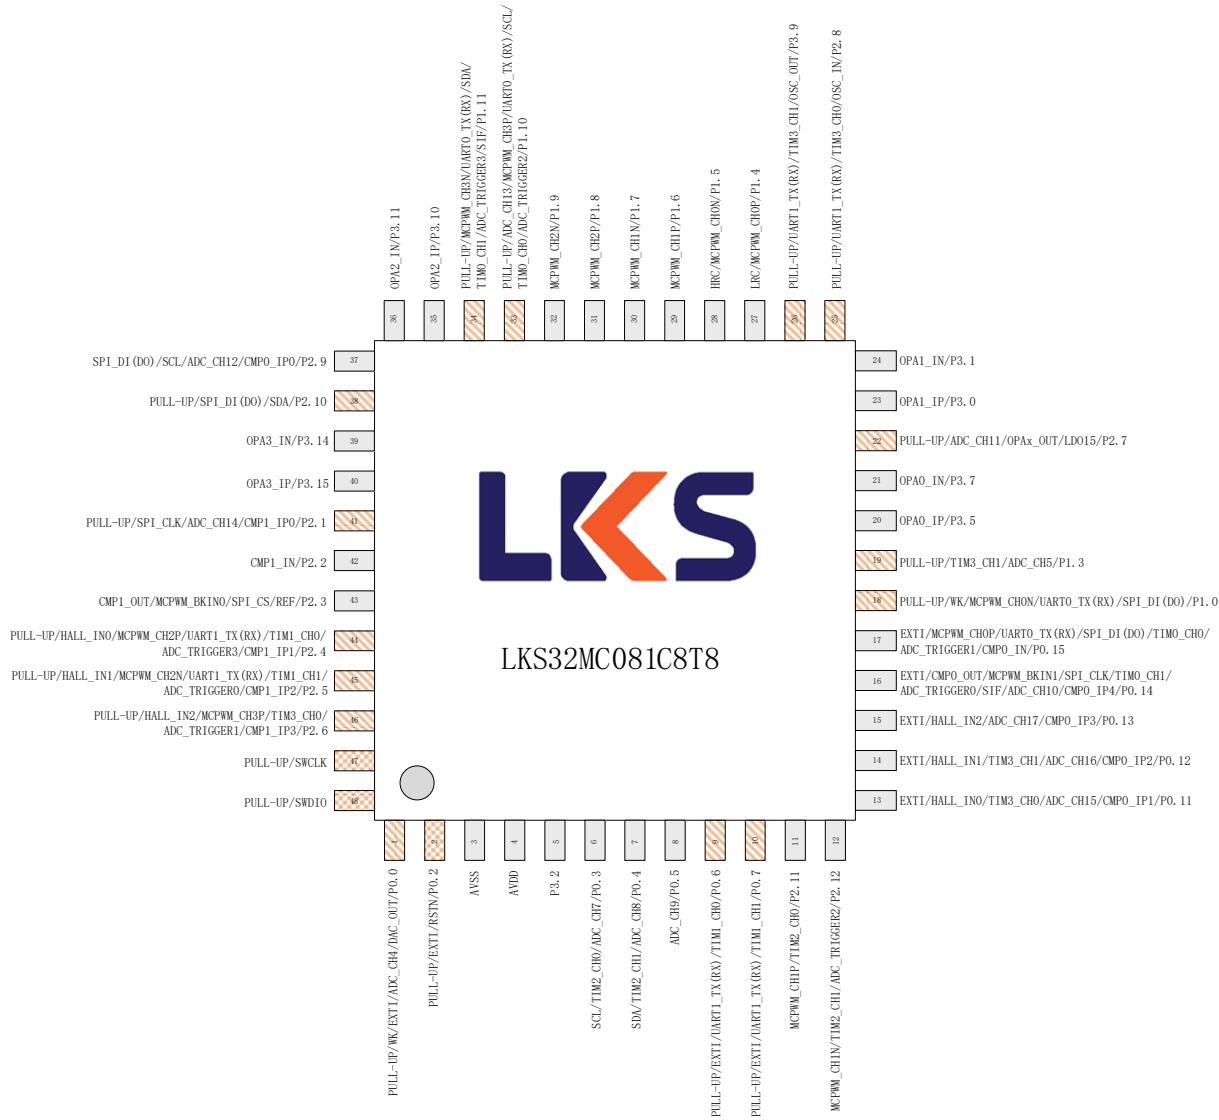 PULL-UP/MCPWM_CH3N/UART0_TX(RX)/SDA/
TIM0_CH1/ADC_TRIGGER3/SIF/P1.11
PULL-UP/ADC_CH13/MCPWM_CH3P/UART0_TX(RX)/SCL/
TIM0_CH0/ADC_TRIGGER2/P1.10
OPA2_IN/P3.11
OPA2_IP/P3.10
MCPWM_CH2N/P1.9
MCPWM_CH2P/P1.8
MCPWM_CH1N/P1.7
MCPWM_CH1P/P1.6
HRC/MCPWM_CH0N/P1.5
LRC/MCPWM_CH0P/P1.4
PULL-UP/UART1_TX(RX)/TIM3_CH1/OSC_OUT/P3.9
PULL-UP/UART1_TX(RX)/TIM3_CH0/OSC_IN/P2.8
36
35
34
33
32
31
30
29
28
27
26
25
SPI_DI(DO)/SCL/ADC_CH12/CMP0_IP0/P2.9
37
PULL-UP/SPI_DI(DO)/SDA/P2.10
38
OPA3_IN/P3.14
39
OPA3_IP/P3.15
40
PULL-UP/SPI_CLK/ADC_CH14/CMP1_IP0/P2.1
41
CMP1_IN/P2.2
42
CMP1_OUT/MCPWM_BKIN0/SPI_CS/REF/P2.3
43
PULL-UP/HALL_IN0/MCPWM_CH2P/UART1_TX(RX)/TIM1_CH0/
ADC_TRIGGER3/CMP1_IP1/P2.4
44
PULL-UP/HALL_IN1/MCPWM_CH2N/UART1_TX(RX)/TIM1_CH1/
ADC_TRIGGER0/CMP1_IP2/P2.5
45
PULL-UP/HALL_IN2/MCPWM_CH3P/TIM3_CH0/
ADC_TRIGGER1/CMP1_IP3/P2.6
46
PULL-UP/SWCLK
47
PULL-UP/SWDIO
48
LKS
LKS32MC081C8T8
24
OPA1_IN/P3.1
23
OPA1_IP/P3.0
22
PULL-UP/ADC_CH11/OPAx_OUT/LDO15/P2.7
21
OPA0_IN/P3.7
20
OPA0_IP/P3.5
19
PULL-UP/TIM3_CH1/ADC_CH5/P1.3
18
PULL-UP/WK/MCPWM_CH0N/UART0_TX(RX)/SPI_DI(DO)/P1.0
17
EXTI/MCPWM_CH0P/UART0_TX(RX)/SPI_DI(DO)/TIM0_CH0/
ADC_TRIGGER1/CMP0_IN/P0.15
16
EXTI/CMP0_OUT/MCPWM_BKIN1/SPI_CLK/TIM0_CH1/
ADC_TRIGGER0/SIF/ADC_CH10/CMP0_IP4/P0.14
15
EXTI/HALL_IN2/ADC_CH17/CMP0_IP3/P0.13
14
EXTI/HALL_IN1/TIM3_CH1/ADC_CH16/CMP0_IP2/P0.12
13
EXTI/HALL_IN0/TIM3_CH0/ADC_CH15/CMP0_IP1/P0.11
1
2
3
4
5
6
7
8
9
10
11
12
PULL-UP/WK/EXTI/ADC_CH4/DAC_OUT/P0.0
PULL-UP/EXTI/RSTN/P0.2
AVSS
AVDD
P3.2
SCL/TIM2_CH0/ADC_CH7/P0.3
SDA/TIM2_CH1/ADC_CH8/P0.4
ADC_CH9/P0.5
PULL-UP/EXTI/UART1_TX(RX)/TIM1_CH0/P0.6
PULL-UP/EXTI/UART1_TX(RX)/TIM1_CH1/P0.7
MCPWM_CH1P/TIM2_CH0/P2.11
MCPWM_CH1N/TIM2_CH1/ADC_TRIGGER2/P2.12